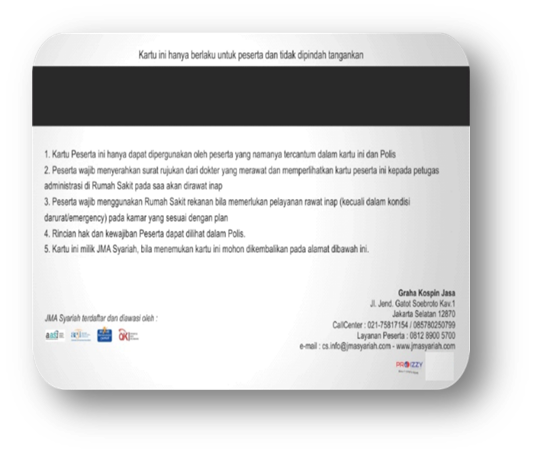 Kartu ini hanya berlaku untuk peserta dan tidak dipindah tangankan
1. Kartu Peserta ini hanya dapat dipergunakan oleh peserta yang namanya tercantum dalam kartu ini dan Polis
2. Peserta wajib menyerahkan surat rujukan dari dokter yang merawat dan memperlihatkan kartu peserta ini kepada petugas
administrasi di Rumah Sakit pada saa akan dirawat inap
3. Peserta wajib menggunakan Rumah Sakit rekanan bila memerlukan pelayanan rawat inap (kecuali dalam kondisi
darurat/emergency) pada kamar yang sesuai dengan plan
4. Rincian hak dan kewajiban Peserta dapat dilihat dalam Polis.
5. Kartu ini milik JMA Syariah, bila menemukan kartu ini mohon dikembalikan pada alamat dibawah ini.
Graha Kospin Jasa
Jl. Jend. Gatot Soebroto Kav.1
Jakarta Selatan 12870
CallCenter : 021-75817154 / 085780250799
Layanan Peserta : 0812 8900 5700
e-mail : cs.info@jmasyariah.com - www.jmasyariah.com
JMA Syariah terdaftar dan diawasi oleh :